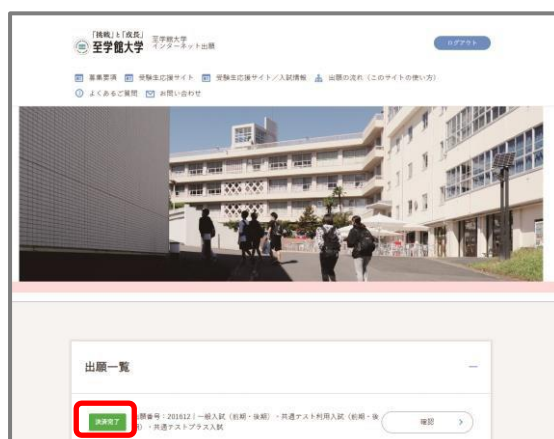 「挑戦」と「成長」
至学館大学
至学館大学
インターネット出願
ログアウト
募集要項 受験生応援サイト 受験生応援サイト／入試情報 出願の流れ（このサイトの使い方）
よくあるご質問 お問い合わせ
出願一覧
決済完了
願番号：201612｜一般入試（前期・後期）・共通テスト利用入試（前期・後
）・共通テストプラス入試
確認